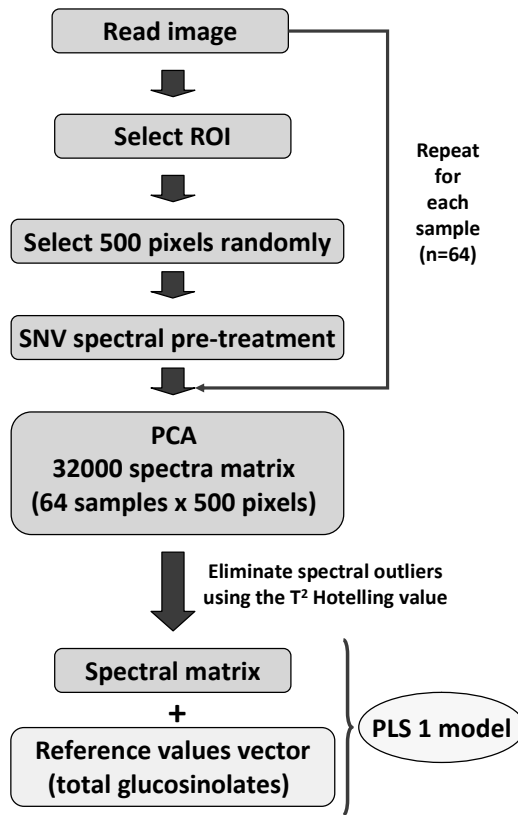 Read image
Select ROI
Repeat
for
each
sample
(n=64)
Select 500 pixels randomly
SNV spectral pre-treatment
PCA
32000 spectra matrix
(64 samples x 500 pixels)
Eliminate spectral outliers
using the T² Hotelling value
Spectral matrix
+
Reference values vector
(total glucosinolates)
PLS 1 model